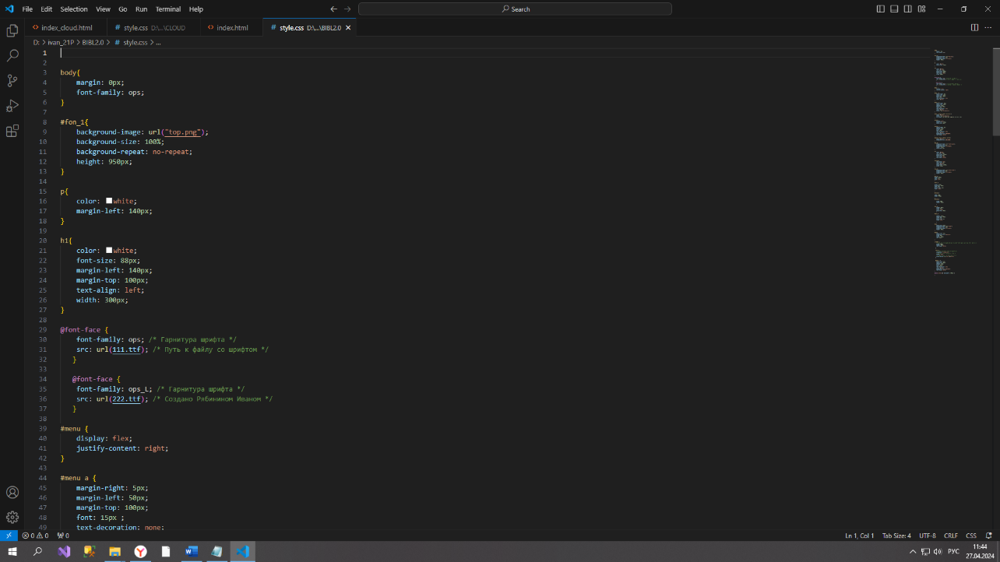 File Edit Selection View Go Run Terminal Help
Search
index_cloud.html
style.css D:\...\CLOUD
index.html
style.css D:\...\BIBL2.0
D: > ivan_21P > BIBL2.0 > # style.css > ...
1
2
3 body{
4 margin: 0px;
5 font-family: ops;
6 }
7
8 #fon_1{
9 background-image: url("top.png");
10 background-size: 100%;
11 background-repeat: no-repeat;
12 height: 950px;
13 }
14
15 p{
16 color: white;
17 margin-left: 140px;
18 }
19
20 h1{
21 color: white;
22 font-size: 88px;
23 margin-left: 140px;
24 margin-top: 100px;
25 text-align: left;
26 width: 300px;
27 }
28
29 @font-face {
30 font-family: ops; /* Гарнитура шрифта */
31 src: url(111.ttf); /* Путь к файлу со шрифтом */
32 }
33
34 @font-face {
35 font-family: ops_L; /* Гарнитура шрифта */
36 src: url(222.ttf); /* Создано Рябинином Иваном */
37 }
38
39 #menu {
40 display: flex;
41 justify-content: right;
42 }
43
44 #menu a {
45 margin-right: 5px;
46 margin-left: 50px;
47 margin-top: 100px;
48 font: 15px ;
49 text-decoration: none;
0 0 0 Ln 1, Col 1 Tab Size: 4 UTF-8 CRLF CSS
РУС 11:44
27.04.2024